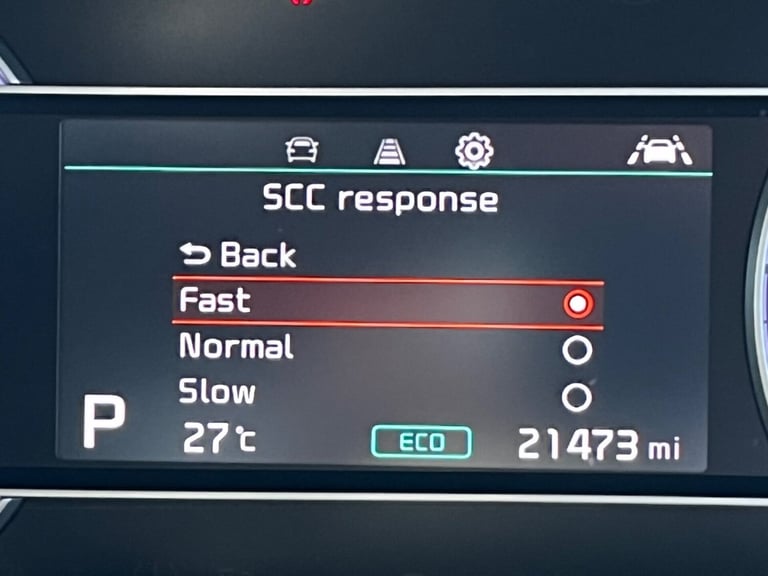 SCC response
Back
Fast
Normal
Slow
P
27°C
ECO
21473 mi